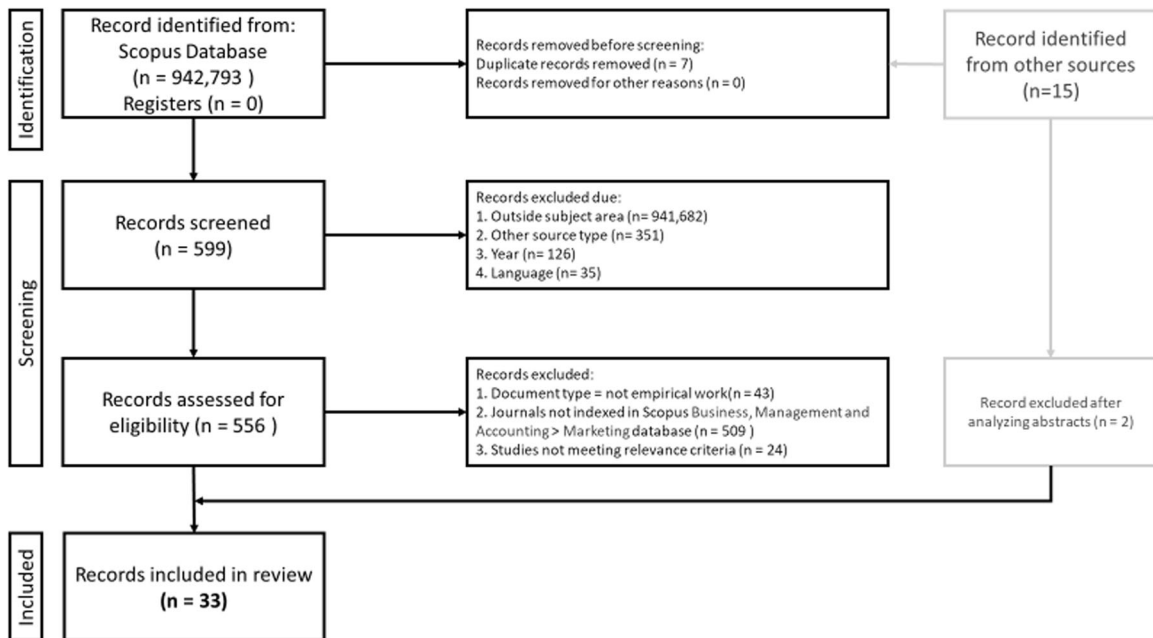 Identification
Record identified from:
Scopus Database
(n = 942,793 )
Registers (n = 0)
Records removed before screening:
Duplicate records removed (n = 7)
Records removed for other reasons (n = 0)
Record identified
from other sources
(n=15)
Screening
Records screened
(n = 599)
Records excluded due:
1. Outside subject area (n= 941,682)
2. Other source type (n= 351)
3. Year (n= 126)
4. Language (n= 35)
Records assessed for
eligibility (n = 556 )
Records excluded:
1. Document type = not empirical work(n = 43)
2. Journals not indexed in Scopus Business, Management and
Accounting > Marketing database (n = 509 )
3. Studies not meeting relevance criteria (n = 24)
Record excluded after
analyzing abstracts (n = 2)
Included
Records included in review
(n = 33)